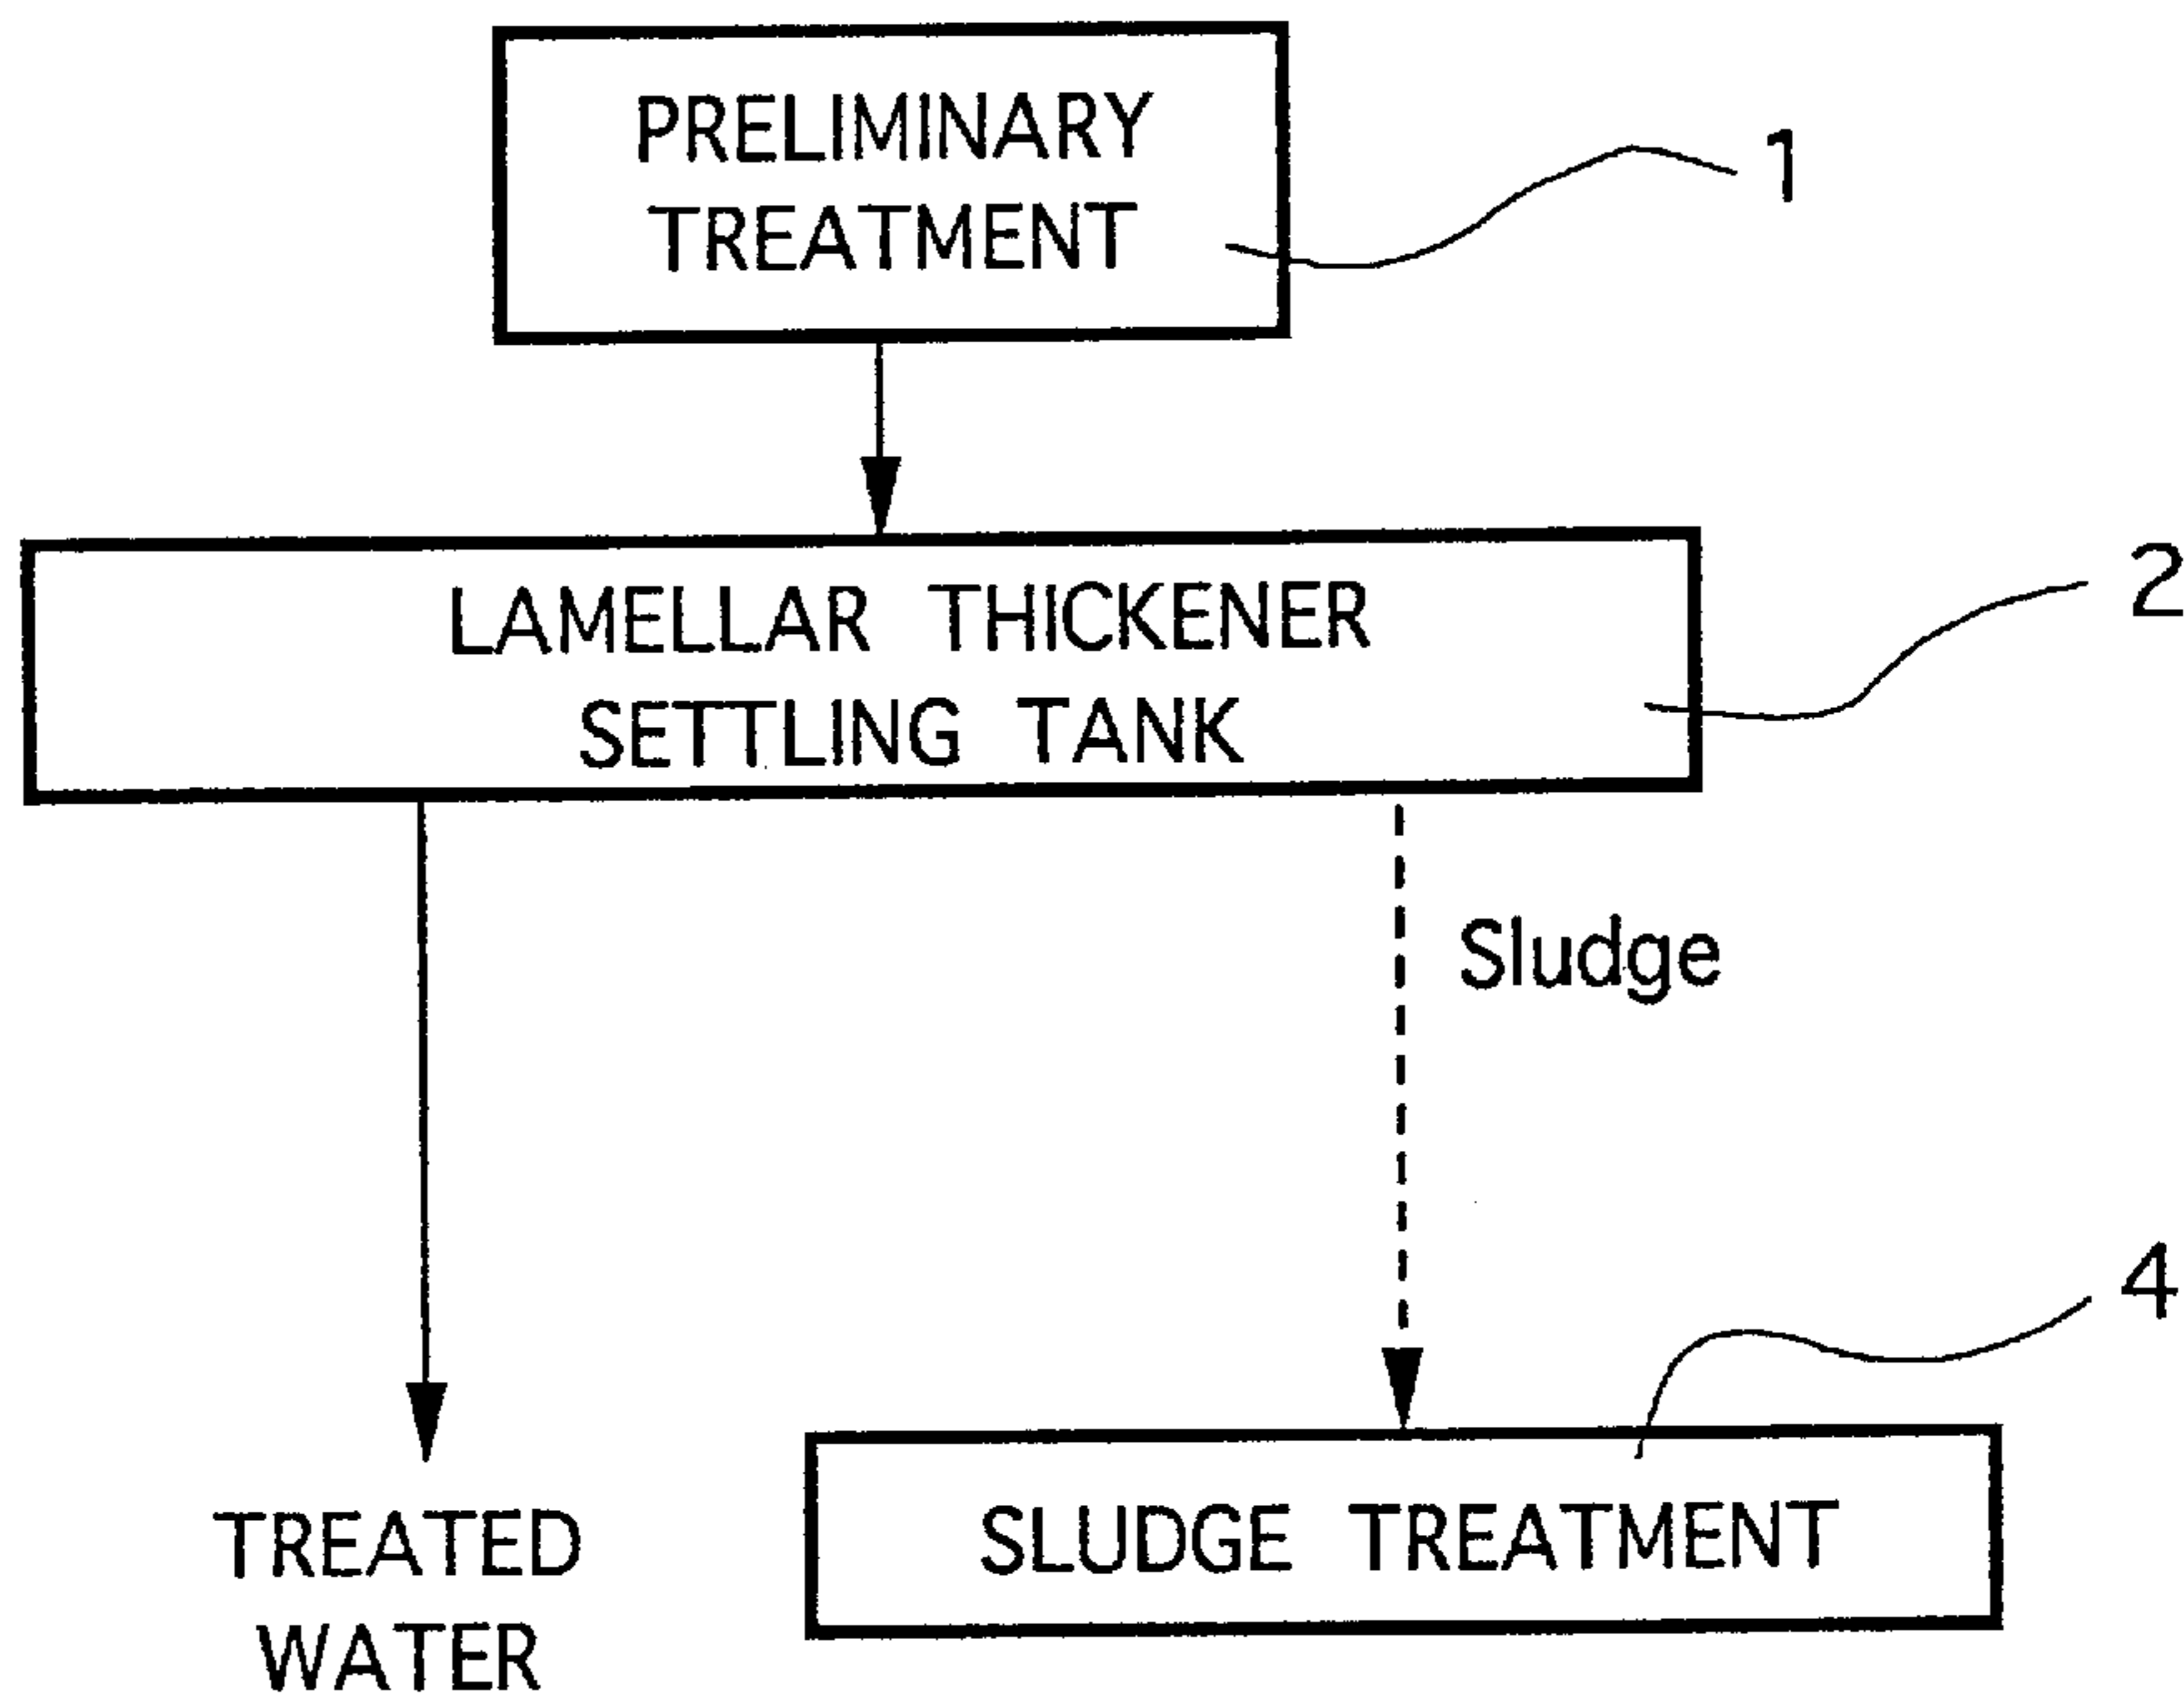 PRELIMINARY
TREATMENT
1
LAMELLAR THICKENER
SETTLING TANK
2
Sludge
4
SLUDGE TREATMENT
TREATED
WATER